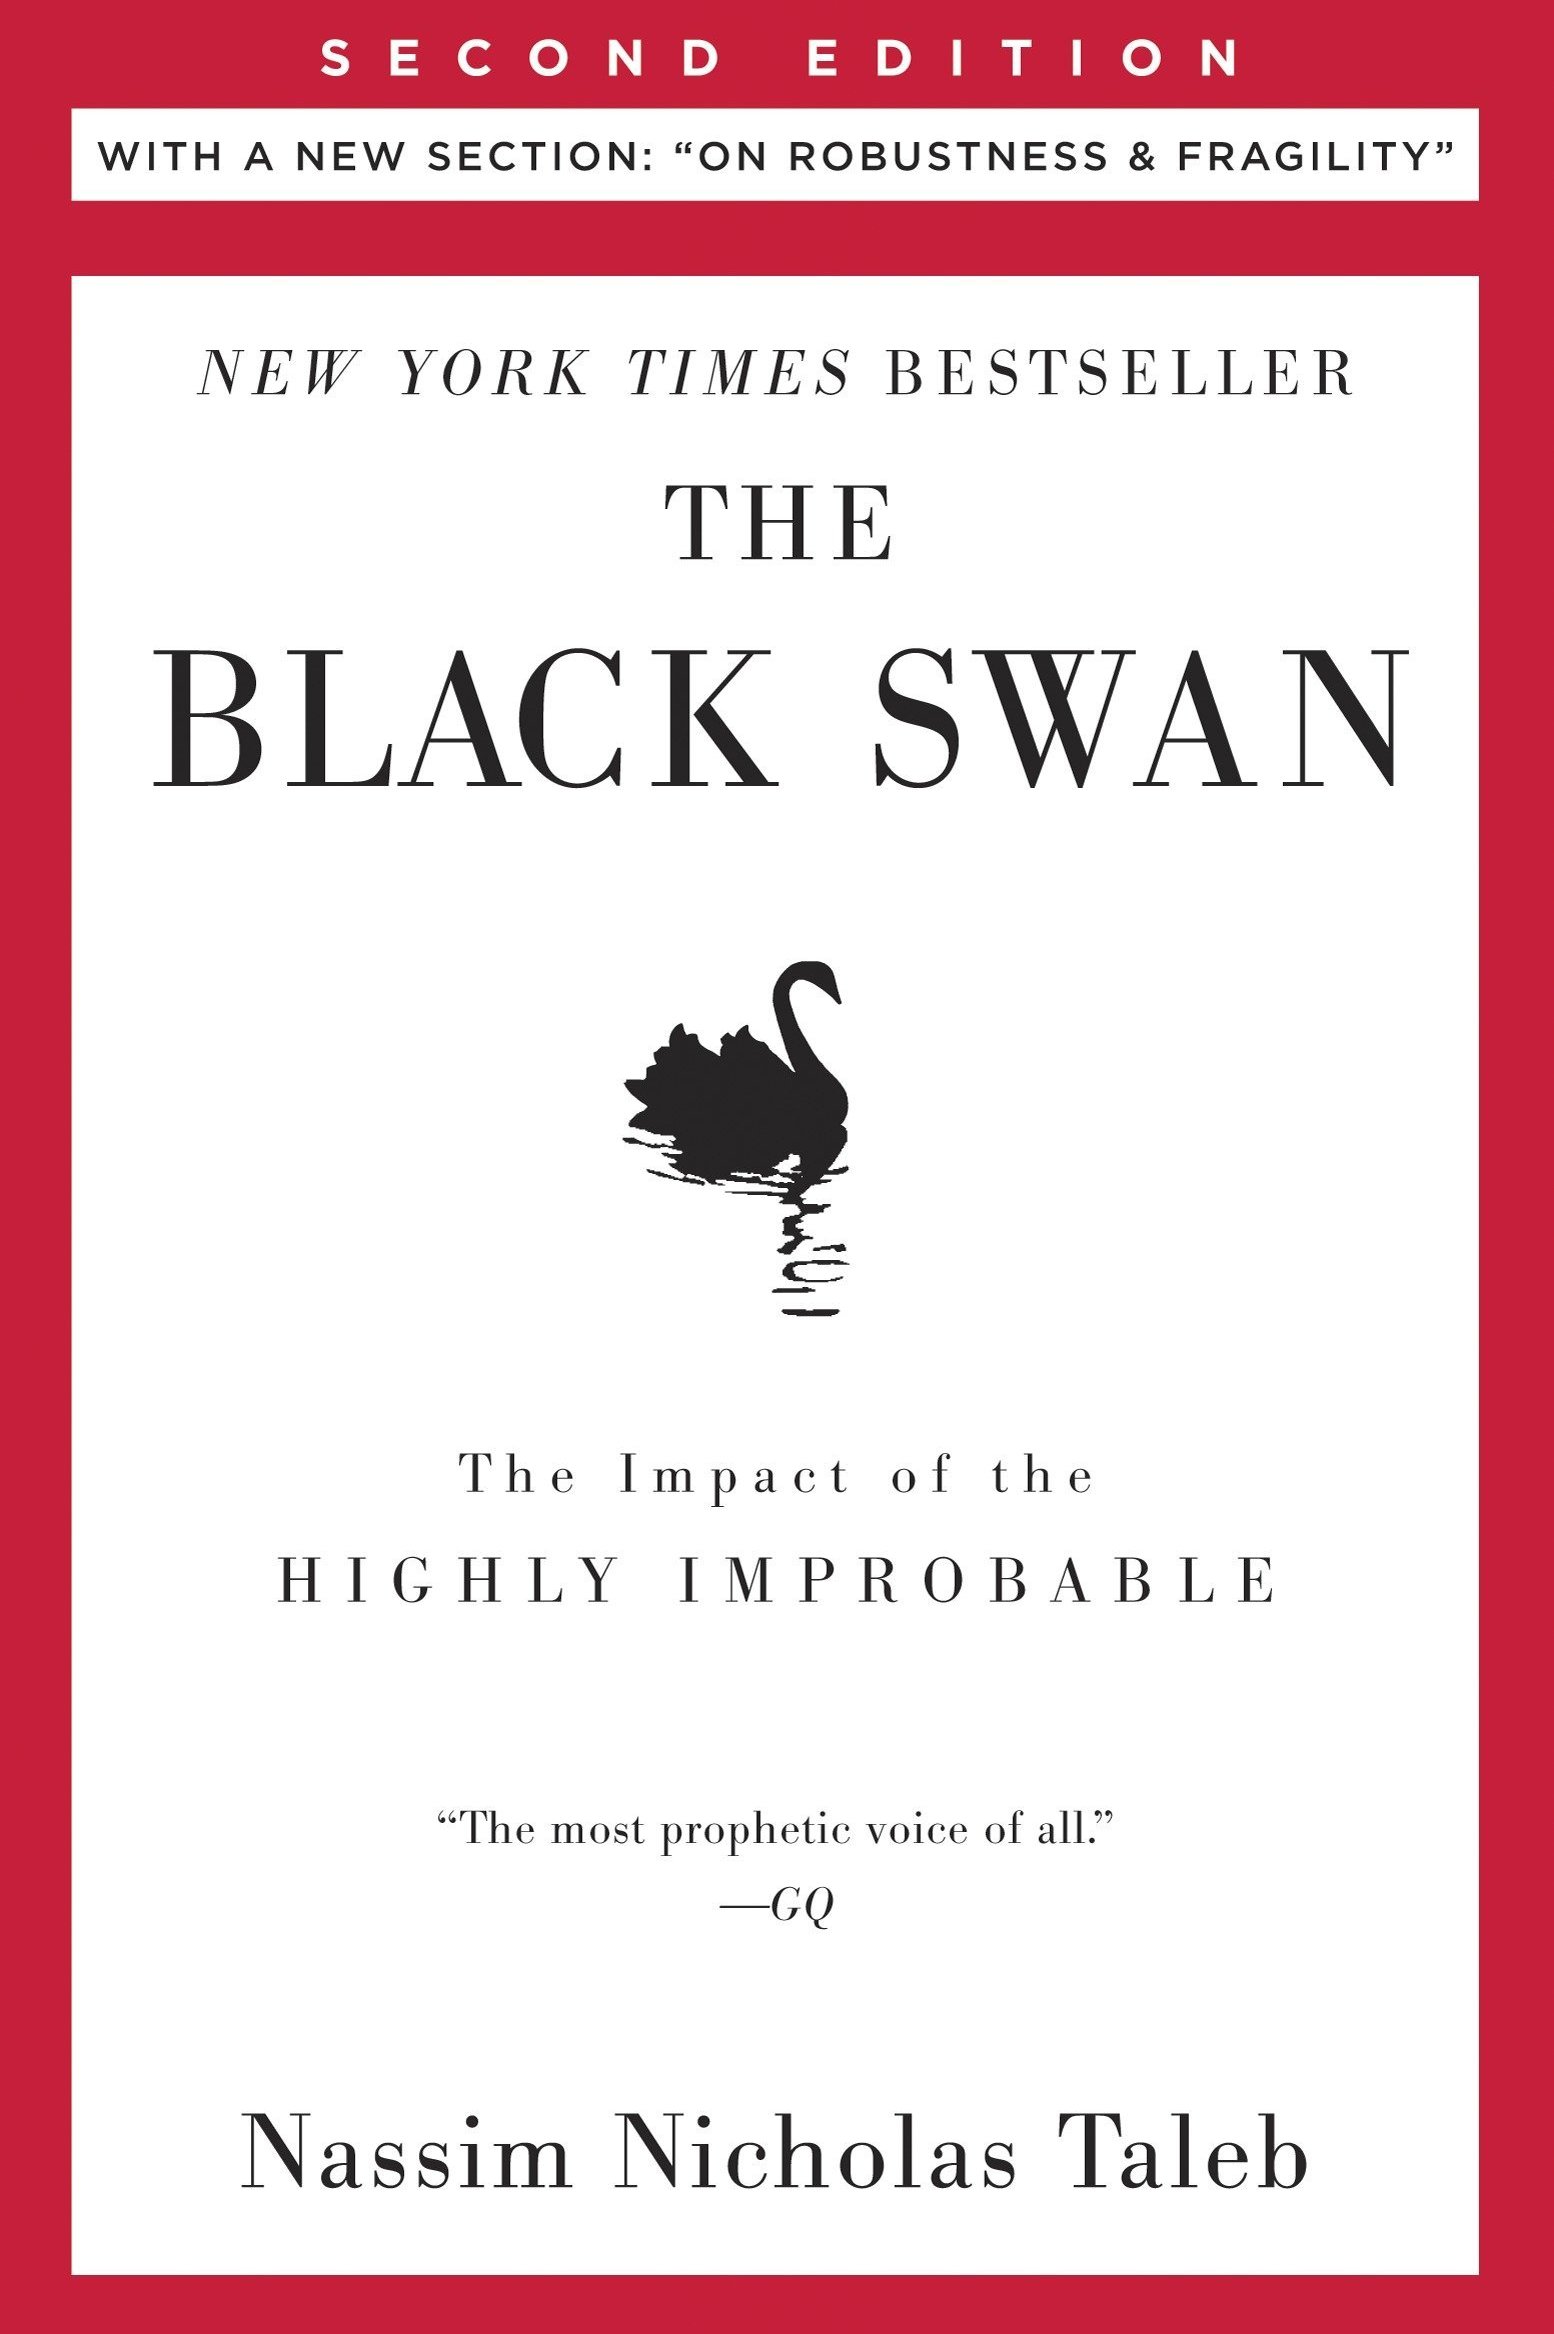 SECOND EDITION
WITH A NEW SECTION: “ON ROBUSTNESS & FRAGILITY”
NEW YORK TIMES BESTSELLER
THE
BLACK SWAN
The Impact of the
HIGHLY IMPROBABLE
“The most prophetic voice of all.”
—GQ
Nassim Nicholas Taleb